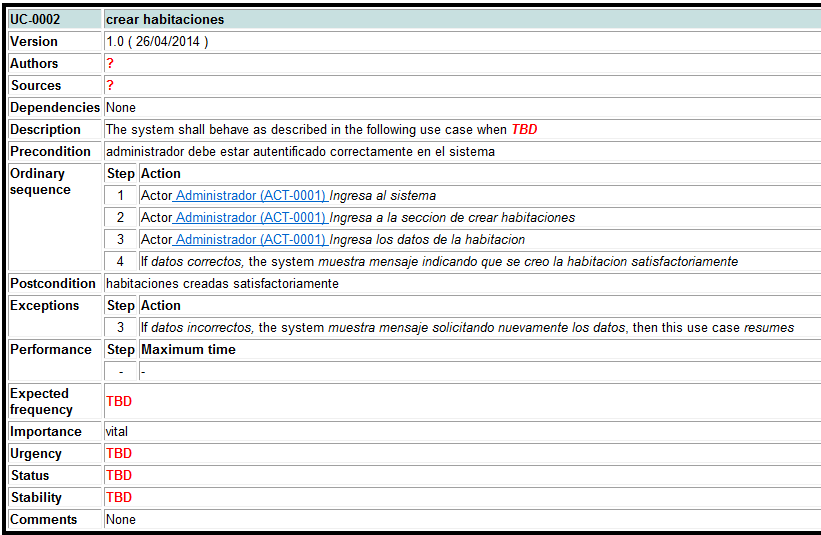 UC-0002 crear habitaciones
Version 1.0 ( 26/04/2014 )
Authors ?
Sources ?
Dependencies None
Description The system shall behave as described in the following use case when TBD
Precondition administrador debe estar autentificado correctamente en el sistema
Ordinary sequence Step Action
1 Actor Administrador (ACT-0001) Ingresa al sistema
2 Actor Administrador (ACT-0001) Ingresa a la seccion de crear habitaciones
3 Actor Administrador (ACT-0001) Ingresa los datos de la habitacion
4 If datos correctos, the system muestra mensaje indicando que se creo la habitacion satisfactoriamente
Postcondition habitaciones creadas satisfactoriamente
Exceptions Step Action
3 If datos incorrectos, the system muestra mensaje solicitando nuevamente los datos, then this use case resumes
Performance Step Maximum time
- -
Expected frequency TBD
Importance vital
Urgency TBD
Status TBD
Stability TBD
Comments None